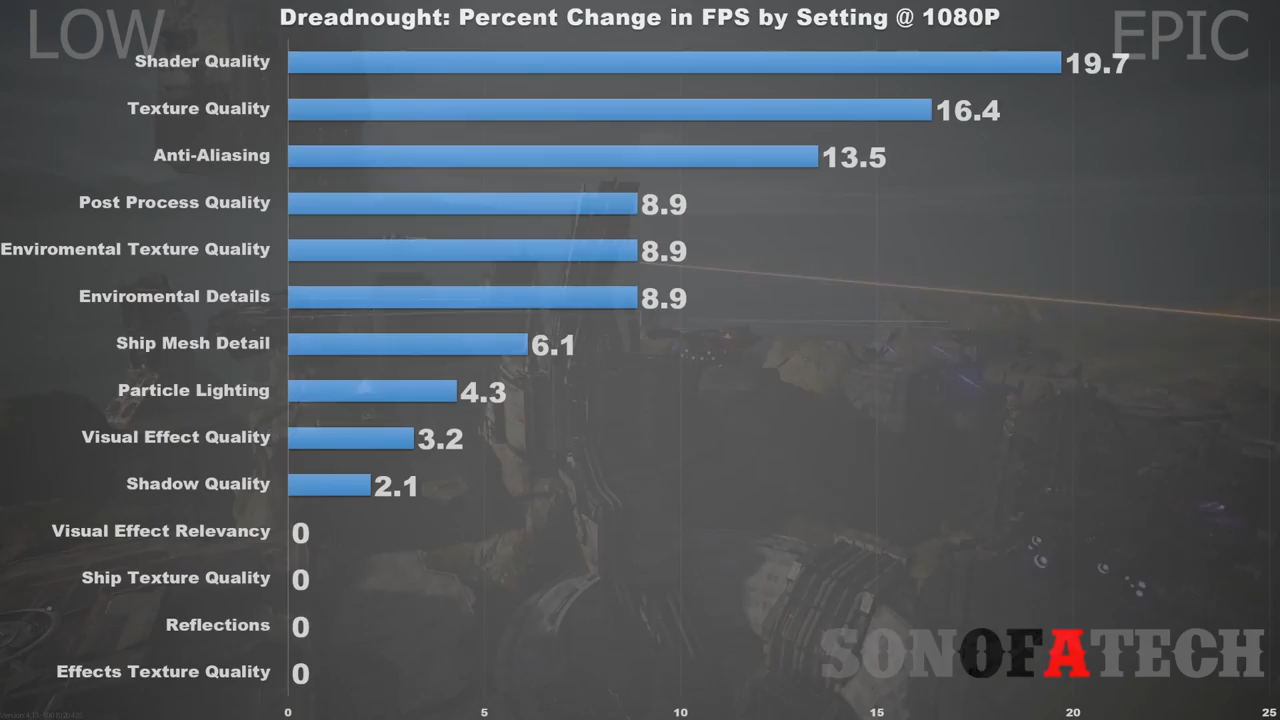 Dreadnought: Percent Change in FPS by Setting @ 1080P
LOW
EPIC
Shader Quality 19.7
Texture Quality 16.4
Anti-Aliasing 13.5
Post Process Quality 8.9
Enviromental Texture Quality 8.9
Enviromental Details 8.9
Ship Mesh Detail 6.1
Particle Lighting 4.3
Visual Effect Quality 3.2
Shadow Quality 2.1
Visual Effect Relevancy 0
Ship Texture Quality 0
Reflections 0
Effects Texture Quality 0
SONOFATECH
0 5 10 15 20 25